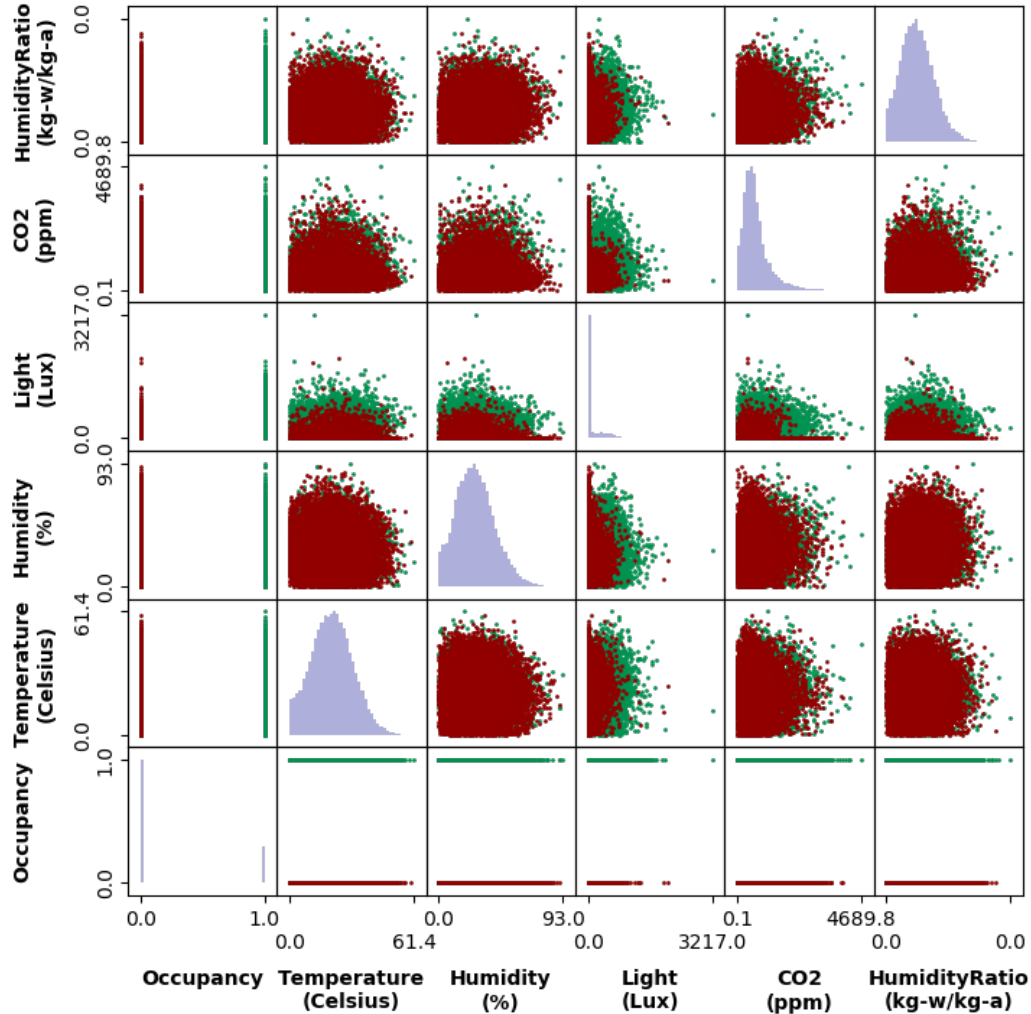 HumidityRatio
(kg-w/kg-a)
0.0
0.0
CO2
(ppm)
4689.8
0.1
Light
(Lux)
3217.0
0.0
Humidity
(%)
93.0
0.0
Temperature
(Celsius)
61.4
0.0
Occupancy
1.0
0.0
0.0 1.0 0.0 93.0 0.1 4689.8
0.0 61.4 0.0 3217.0 0.0 0.0
Occupancy Temperature Humidity Light CO2 HumidityRatio
(Celsius) (%) (Lux) (ppm) (kg-w/kg-a)